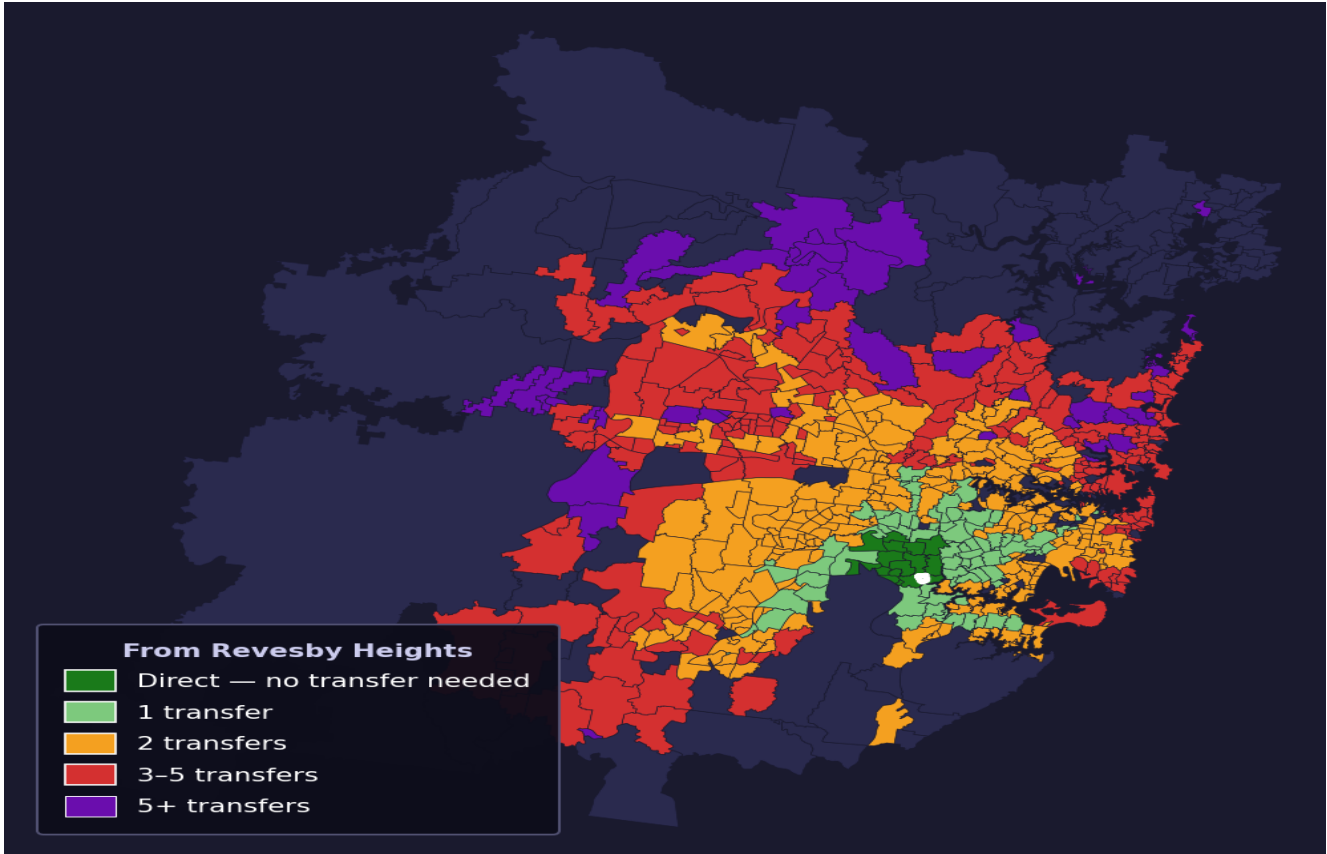 From Revesby Heights
Direct — no transfer needed
1 transfer
2 transfers
3–5 transfers
5+ transfers